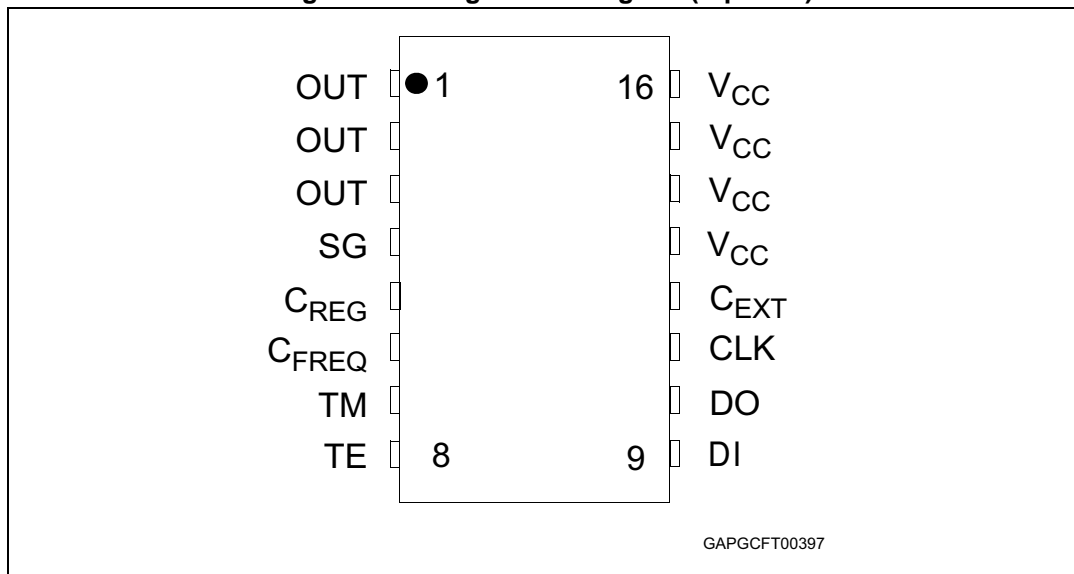 OUT 1 16 VCC
OUT VCC
OUT VCC
SG VCC
CREG CEXT
CFREQ CLK
TM DO
TE 8 9 DI
GAPGCFT00397